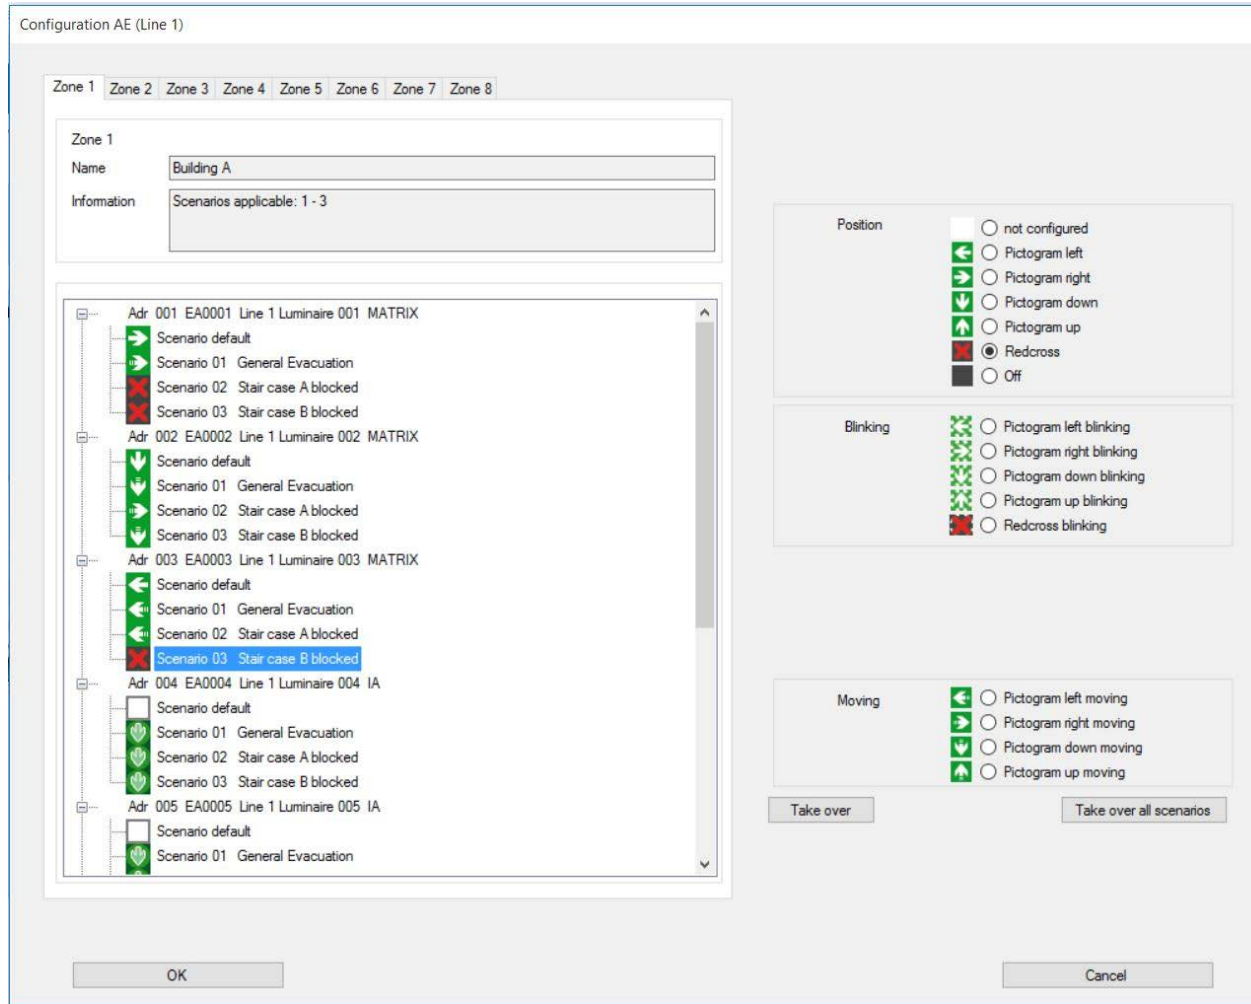 Configuration AE (Line 1)
Zone 1 Zone 2 Zone 3 Zone 4 Zone 5 Zone 6 Zone 7 Zone 8
Zone 1
Name Building A
Information Scenarios applicable: 1 - 3
Adr 001 EA0001 Line 1 Luminaire 001 MATRIX
Scenario default
Scenario 01 General Evacuation
Scenario 02 Stair case A blocked
Scenario 03 Stair case B blocked
Adr 002 EA0002 Line 1 Luminaire 002 MATRIX
Scenario default
Scenario 01 General Evacuation
Scenario 02 Stair case A blocked
Scenario 03 Stair case B blocked
Adr 003 EA0003 Line 1 Luminaire 003 MATRIX
Scenario default
Scenario 01 General Evacuation
Scenario 02 Stair case A blocked
Scenario 03 Stair case B blocked
Adr 004 EA0004 Line 1 Luminaire 004 IA
Scenario default
Scenario 01 General Evacuation
Scenario 02 Stair case A blocked
Scenario 03 Stair case B blocked
Adr 005 EA0005 Line 1 Luminaire 005 IA
Scenario default
Scenario 01 General Evacuation
Position
not configured
Pictogram left
Pictogram right
Pictogram down
Pictogram up
Redcross
Off
Blinking
Pictogram left blinking
Pictogram right blinking
Pictogram down blinking
Pictogram up blinking
Redcross blinking
Moving
Pictogram left moving
Pictogram right moving
Pictogram down moving
Pictogram up moving
Take over
Take over all scenarios
OK
Cancel